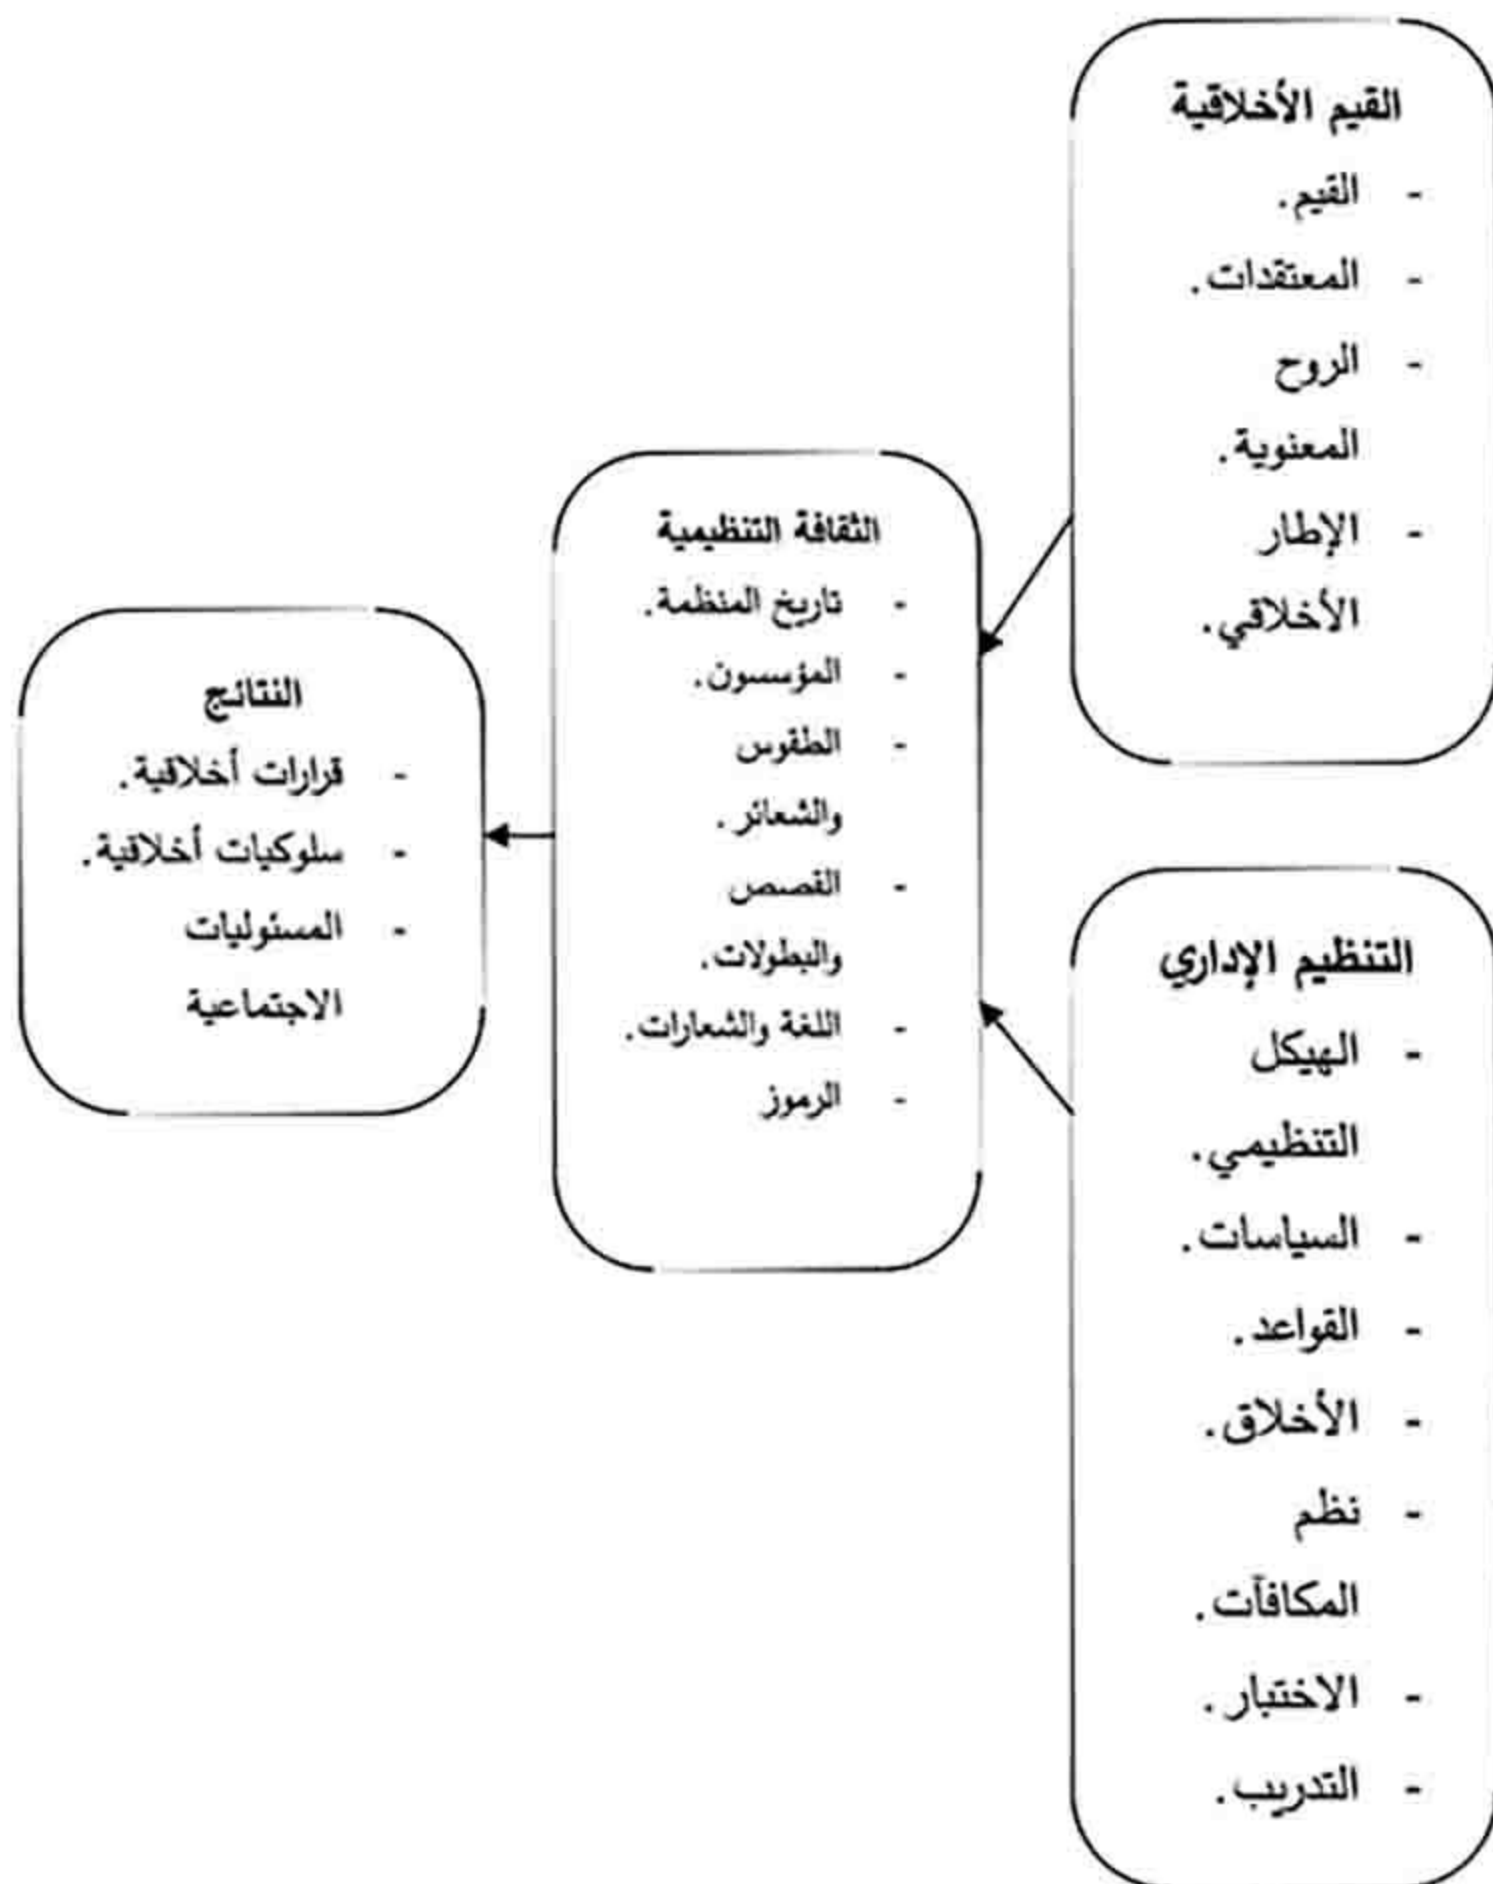 القيم الأخلاقية
- القيم.
- المعتقدات.
- الروح
المعنوية.
- الإطار
الأخلاقي.
التنظيم الإداري
- الهيكل
التنظيمي.
- السياسات.
- القواعد.
- الأخلاق.
- نظم
المكافآت.
- الاختبار.
- التدريب.
الثقافة التنظيمية
- تاريخ المنظمة.
- المؤسسون.
- الطقوس
والشعائر.
- القصص
والبطولات.
- اللغة والشعارات.
- الرموز
النتائج
- قرارات أخلاقية.
- سلوكيات أخلاقية.
- المسئوليات
الاجتماعية